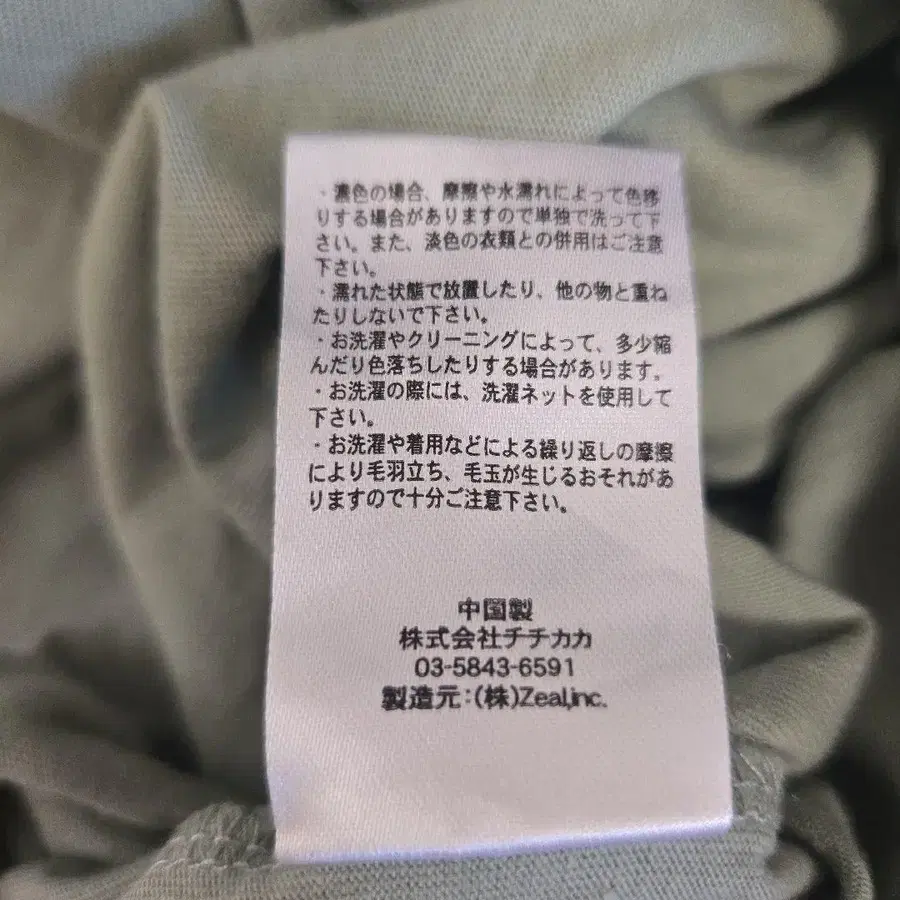 ・濃色の場合、摩擦や水濡れによって色移
りする場合がありますので単独で洗って下
さい。また、淡色の衣類との併用はご注意
下さい。
・濡れた状態で放置したり、他の物と重ね
たりしないで下さい。
・お洗濯やクリーニングによって、多少縮
んだり色落ちしたりする場合があります。
・お洗濯の際には、洗濯ネットを使用して
下さい。
・お洗濯や着用などによる繰り返しの摩擦
により毛羽立ち、毛玉が生じるおそれがあ
りますので十分ご注意下さい。
中国製
株式会社チチカカ
03-5843-6591
製造元：(株)Zeal,inc.